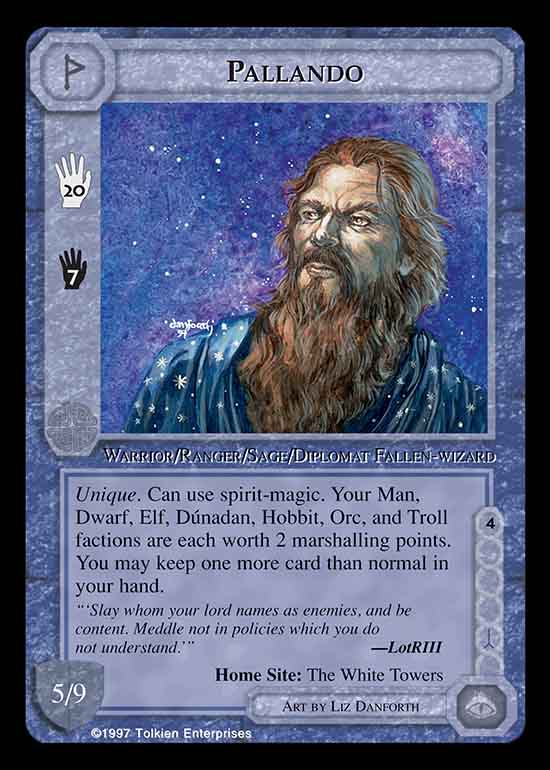 PALLANDO
20
7
danforth
WARRIOR/RANGER/SAGE/DIPLOMAT FALLEN-WIZARD
Unique. Can use spirit-magic. Your Man,
Dwarf, Elf, Dúnadan, Hobbit, Orc, and Troll
factions are each worth 2 marshalling points.
You may keep one more card than normal in
your hand.
“‘Slay whom your lord names as enemies, and be
content. Meddle not in policies which you do
not understand.’” —LotRIII
4
Home Site: The White Towers
5/9
ART BY LIZ DANFORTH
©1997 Tolkien Enterprises